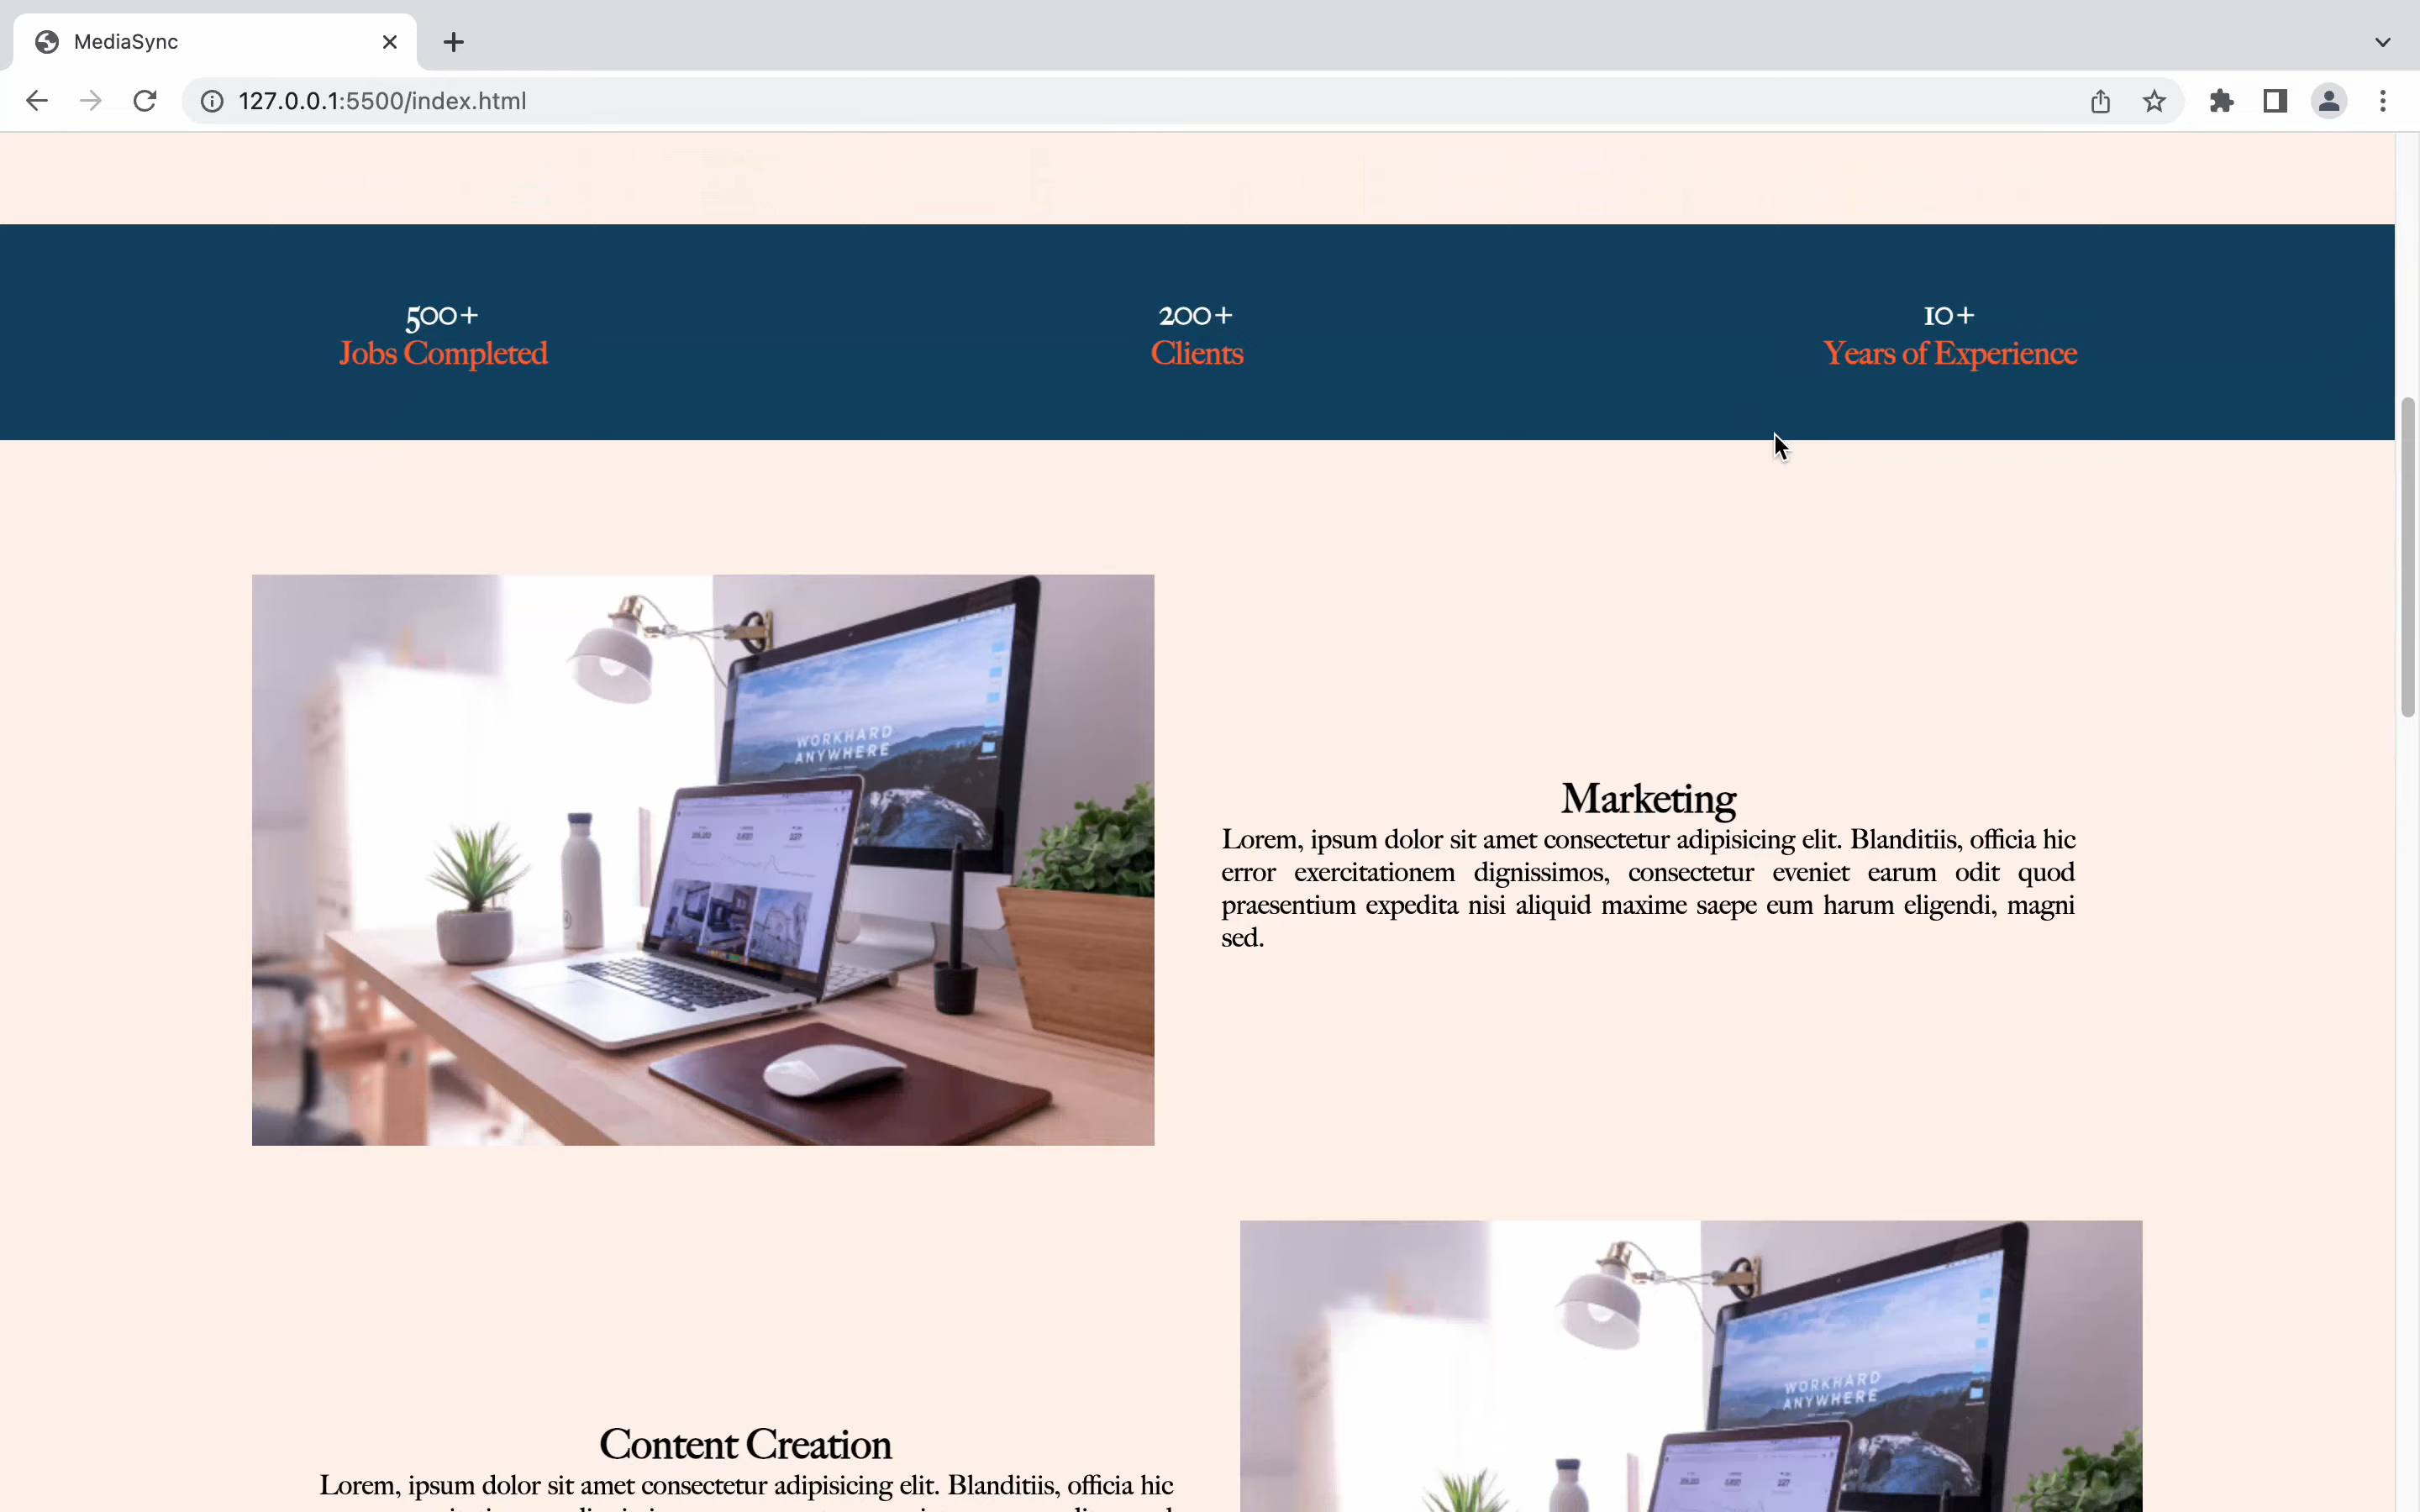 MediaSync
127.0.0.1:5500/index.html
500+
Jobs Completed
200+
Clients
10+
Years of Experience
WORKHARD
ANYWHERE
Marketing
Lorem, ipsum dolor sit amet consectetur adipisicing elit. Blanditiis, officia hic
error exercitationem dignissimos, consectetur eveniet earum odit quod
praesentium expedita nisi aliquid maxime saepe eum harum eligendi, magni
sed.
WORKHARD
ANYWHERE
Content Creation
Lorem, ipsum dolor sit amet consectetur adipisicing elit. Blanditiis, officia hic